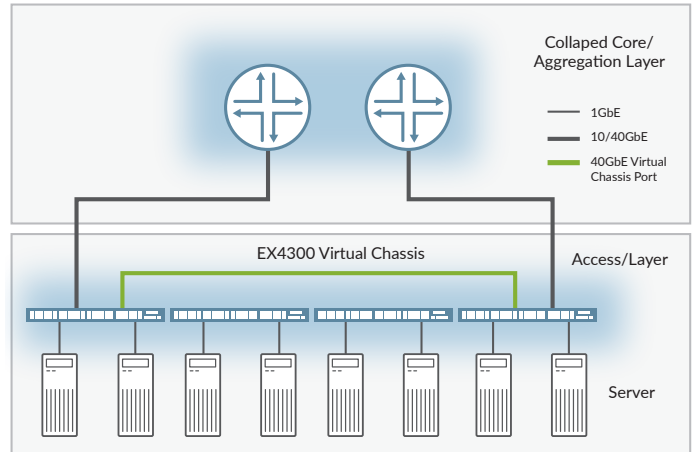 Collaped Core/
Aggregation Layer
1GbE
10/40GbE
40GbE Virtual
Chassis Port
EX4300 Virtual Chassis
Access/Layer
Server